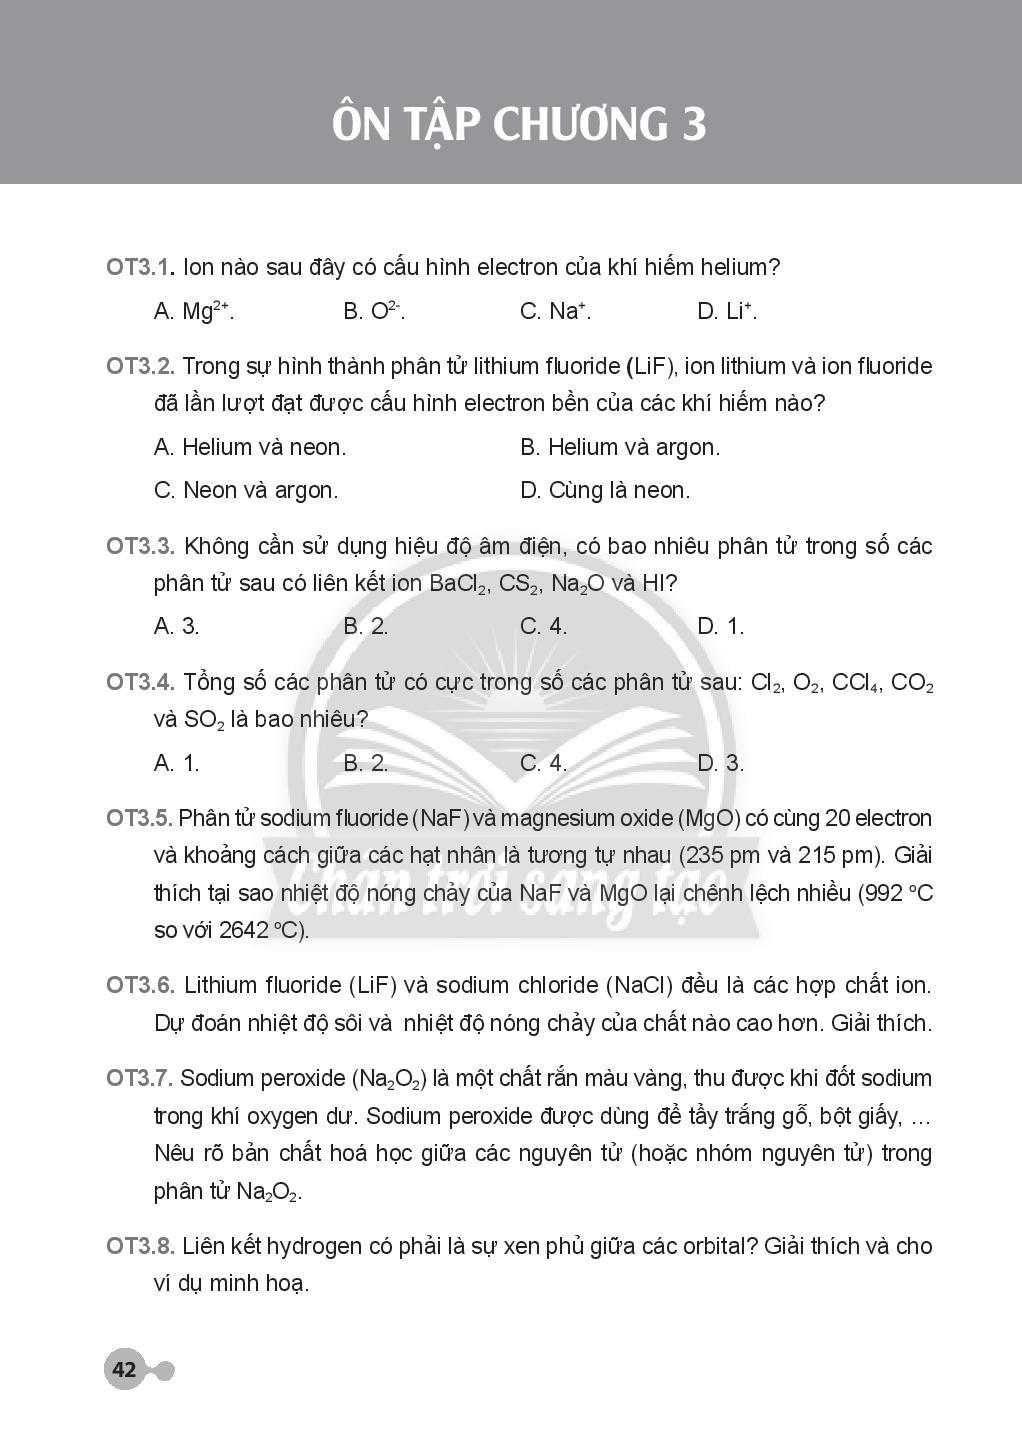 ÔN TẬP CHƯƠNG 3
OT3.1. Ion nào sau đây có cấu hình electron của khí hiếm helium?
A. Mg²⁺. B. O²⁻. C. Na⁺. D. Li⁺.
OT3.2. Trong sự hình thành phân tử lithium fluoride (LiF), ion lithium và ion fluoride
đã lần lượt đạt được cấu hình electron bền của các khí hiếm nào?
A. Helium và neon. B. Helium và argon.
C. Neon và argon. D. Cùng là neon.
OT3.3. Không cần sử dụng hiệu độ âm điện, có bao nhiêu phân tử trong số các
phân tử sau có liên kết ion BaCl₂, CS₂, Na₂O và HI?
A. 3. B. 2. C. 4. D. 1.
OT3.4. Tổng số các phân tử có cực trong số các phân tử sau: Cl₂, O₂, CCl₄, CO₂
và SO₂ là bao nhiêu?
A. 1. B. 2. C. 4. D. 3.
OT3.5. Phân tử sodium fluoride (NaF) và magnesium oxide (MgO) có cùng 20 electron
và khoảng cách giữa các hạt nhân là tương tự nhau (235 pm và 215 pm). Giải
thích tại sao nhiệt độ nóng chảy của NaF và MgO lại chênh lệch nhiều (992 ºC
so với 2642 ºC).
Chân trời sáng tạo
OT3.6. Lithium fluoride (LiF) và sodium chloride (NaCl) đều là các hợp chất ion.
Dự đoán nhiệt độ sôi và nhiệt độ nóng chảy của chất nào cao hơn. Giải thích.
OT3.7. Sodium peroxide (Na₂O₂) là một chất rắn màu vàng, thu được khi đốt sodium
trong khí oxygen dư. Sodium peroxide được dùng để tẩy trắng gỗ, bột giấy, …
Nêu rõ bản chất hoá học giữa các nguyên tử (hoặc nhóm nguyên tử) trong
phân tử Na₂O₂.
OT3.8. Liên kết hydrogen có phải là sự xen phủ giữa các orbital? Giải thích và cho
ví dụ minh hoạ.
42